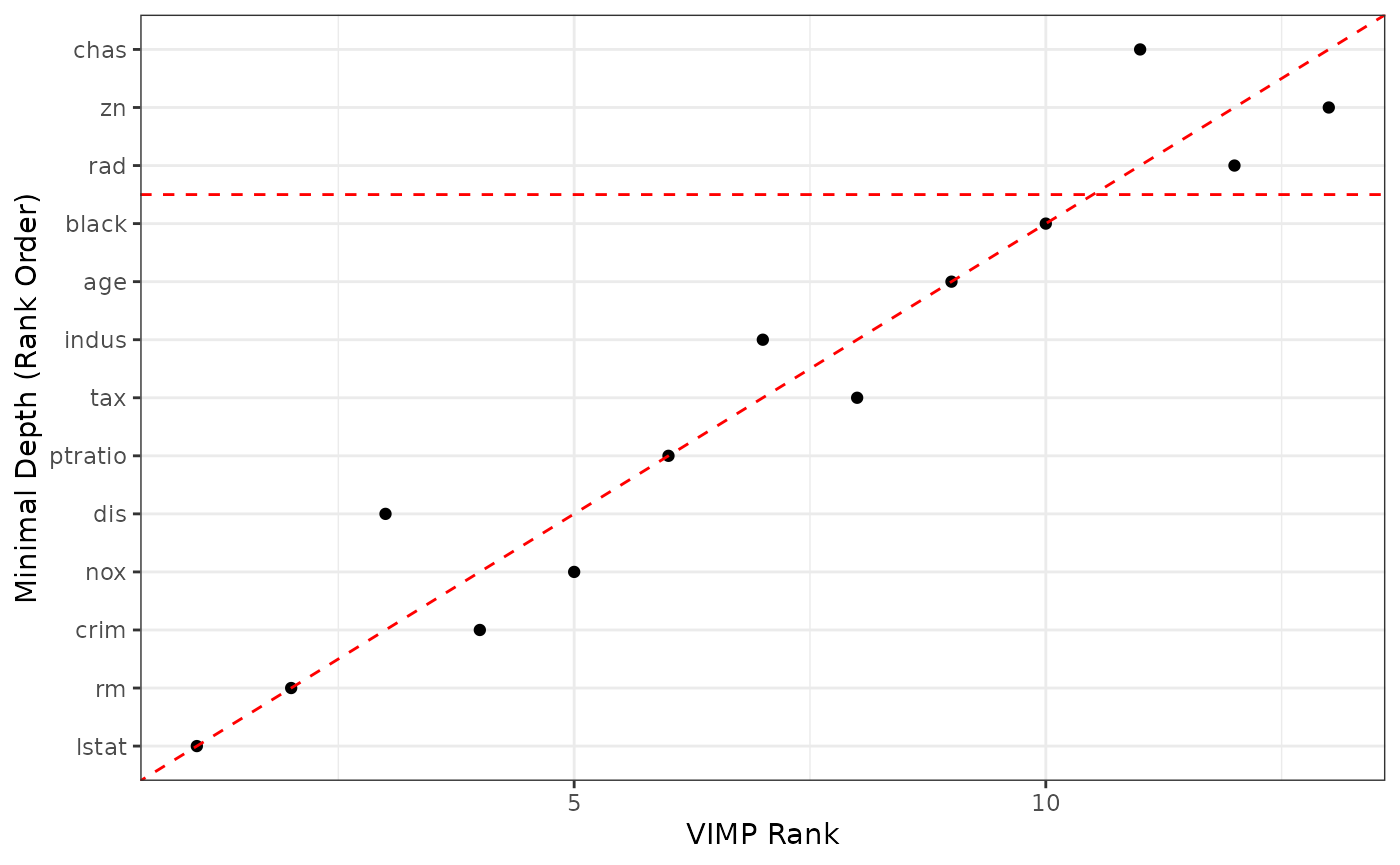 Minimal Depth (Rank Order)
chas
zn
rad
black
age
indus
tax
ptratio
dis
nox
crim
rm
lstat
5 10
VIMP Rank